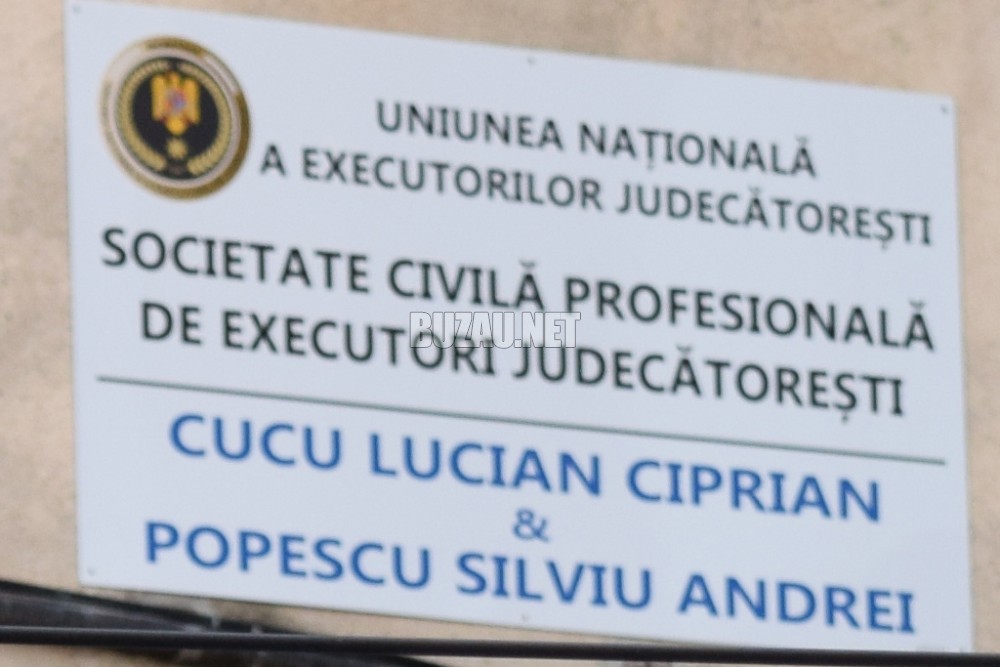 UNIUNEA NAȚIONALĂ
A EXECUTORILOR JUDECĂTOREȘTI
SOCIETATE CIVILĂ PROFESIONALĂ
DE EXECUTORI JUDECĂTOREȘTI
BUZAU.NET
CUCU LUCIAN CIPRIAN
&
POPESCU SILVIU ANDREI